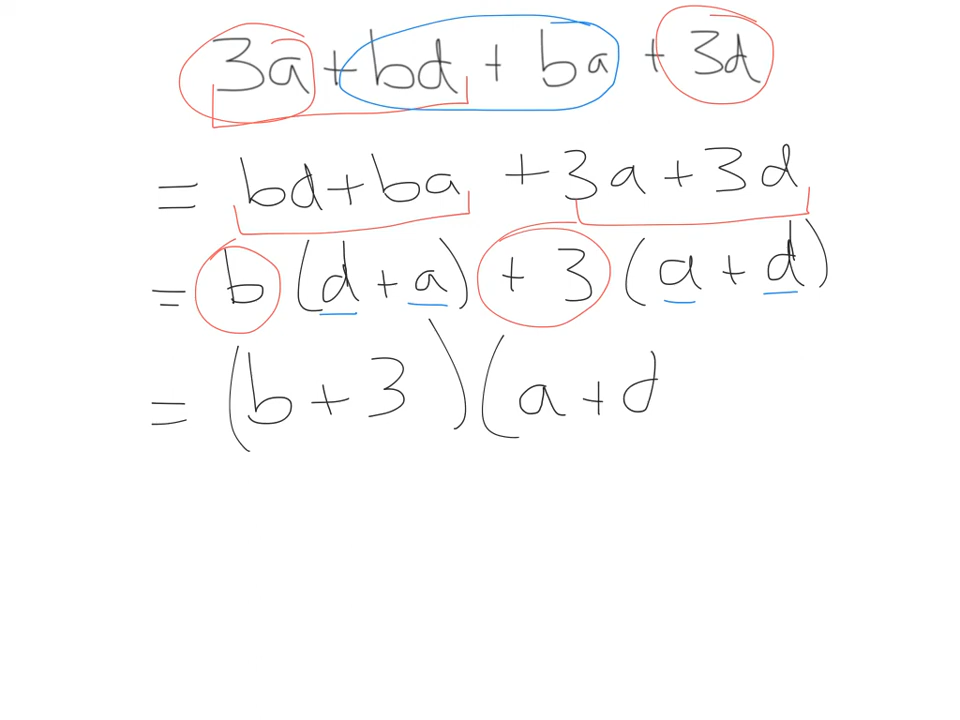 3a + bd + ba + 3d
= bd + ba + 3a + 3d
= b (d + a) + 3 (a + d)
= (b + 3) (a + d